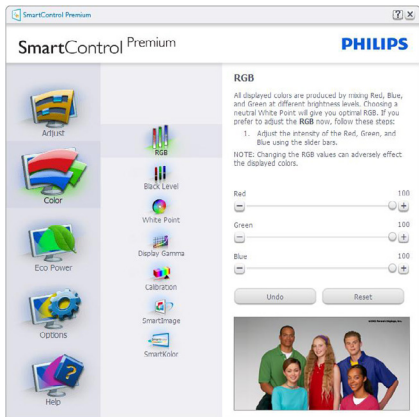 SmartControl Premium
SmartControl Premium
PHILIPS
Adjust
Color
Eco Power
Options
Help
RGB
Black Level
White Point
Display Gamma
Calibration
SmartImage
SmartKolor
RGB
All displayed colors are produced by mixing Red, Blue,
and Green at different brightness levels. Choosing a
neutral White Point will give you optimal RGB. If you
prefer to adjust the RGB now, follow these steps:
1. Adjust the intensity of the Red, Green, and
Blue using the slider bars.
NOTE: Changing the RGB values can adversely effect
the displayed colors.
Red 100
Green 100
Blue 100
Undo Reset